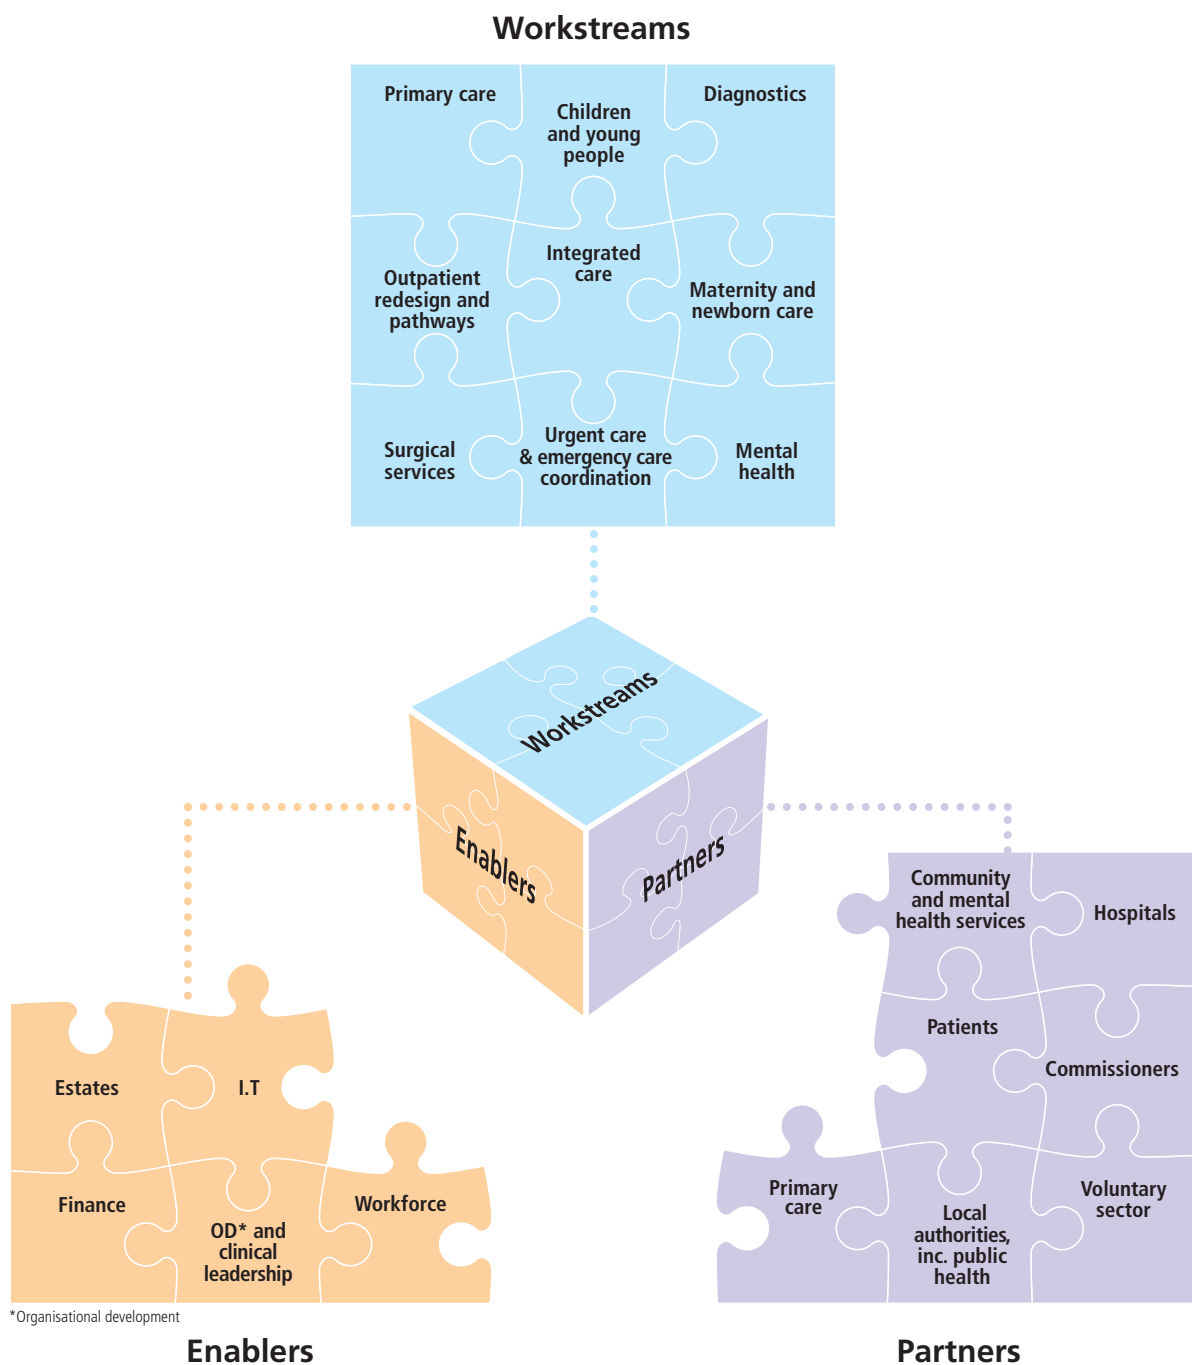 Workstreams
Primary care
Children
and young
people
Diagnostics
Outpatient
redesign and
pathways
Integrated
care
Maternity and
newborn care
Surgical
services
Urgent care
& emergency care
coordination
Mental
health
Workstreams
Enablers
Partners
Estates
I.T
Finance
OD* and
clinical
leadership
Workforce
*Organisational development
Enablers
Community
and mental
health services
Hospitals
Patients
Commissioners
Primary
care
Local
authorities,
inc. public
health
Voluntary
sector
Partners